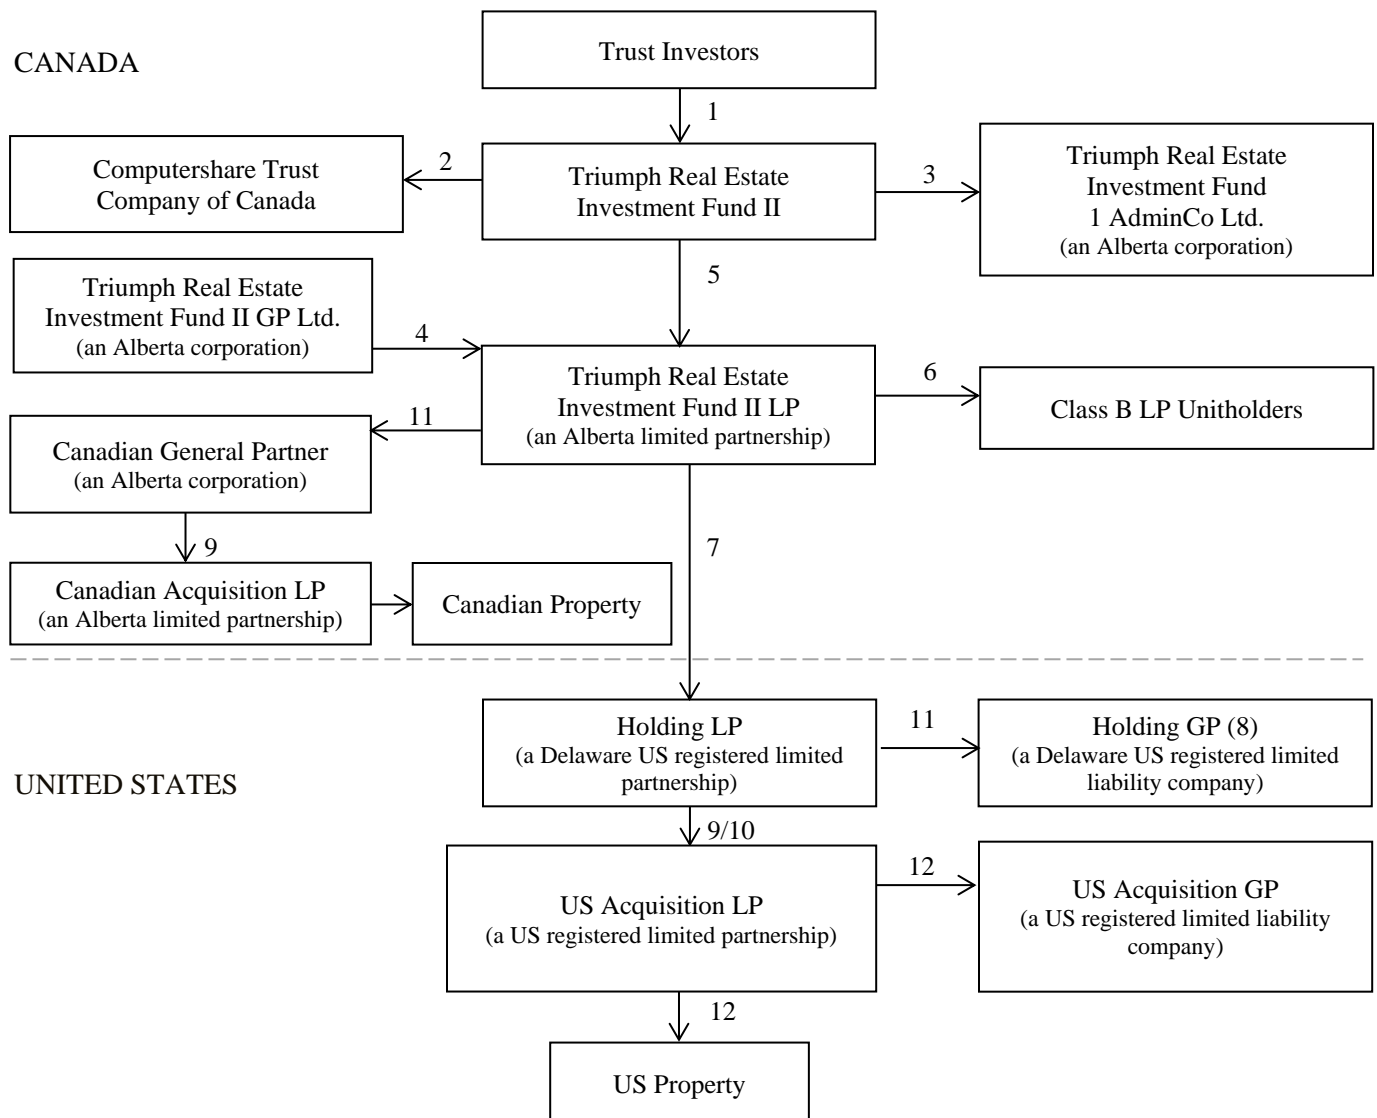 CANADA
Trust Investors
1
Computershare Trust
Company of Canada
2
Triumph Real Estate
Investment Fund II
3
Triumph Real Estate
Investment Fund
1 AdminCo Ltd.
(an Alberta corporation)
5
Triumph Real Estate
Investment Fund II GP Ltd.
(an Alberta corporation)
4
Triumph Real Estate
Investment Fund II LP
(an Alberta limited partnership)
6
Class B LP Unitholders
11
Canadian General Partner
(an Alberta corporation)
9
7
Canadian Acquisition LP
(an Alberta limited partnership)
Canadian Property
UNITED STATES
Holding LP
(a Delaware US registered limited
partnership)
11
Holding GP (8)
(a Delaware US registered limited
liability company)
9/10
US Acquisition LP
(a US registered limited partnership)
12
US Acquisition GP
(a US registered limited liability
company)
12
US Property